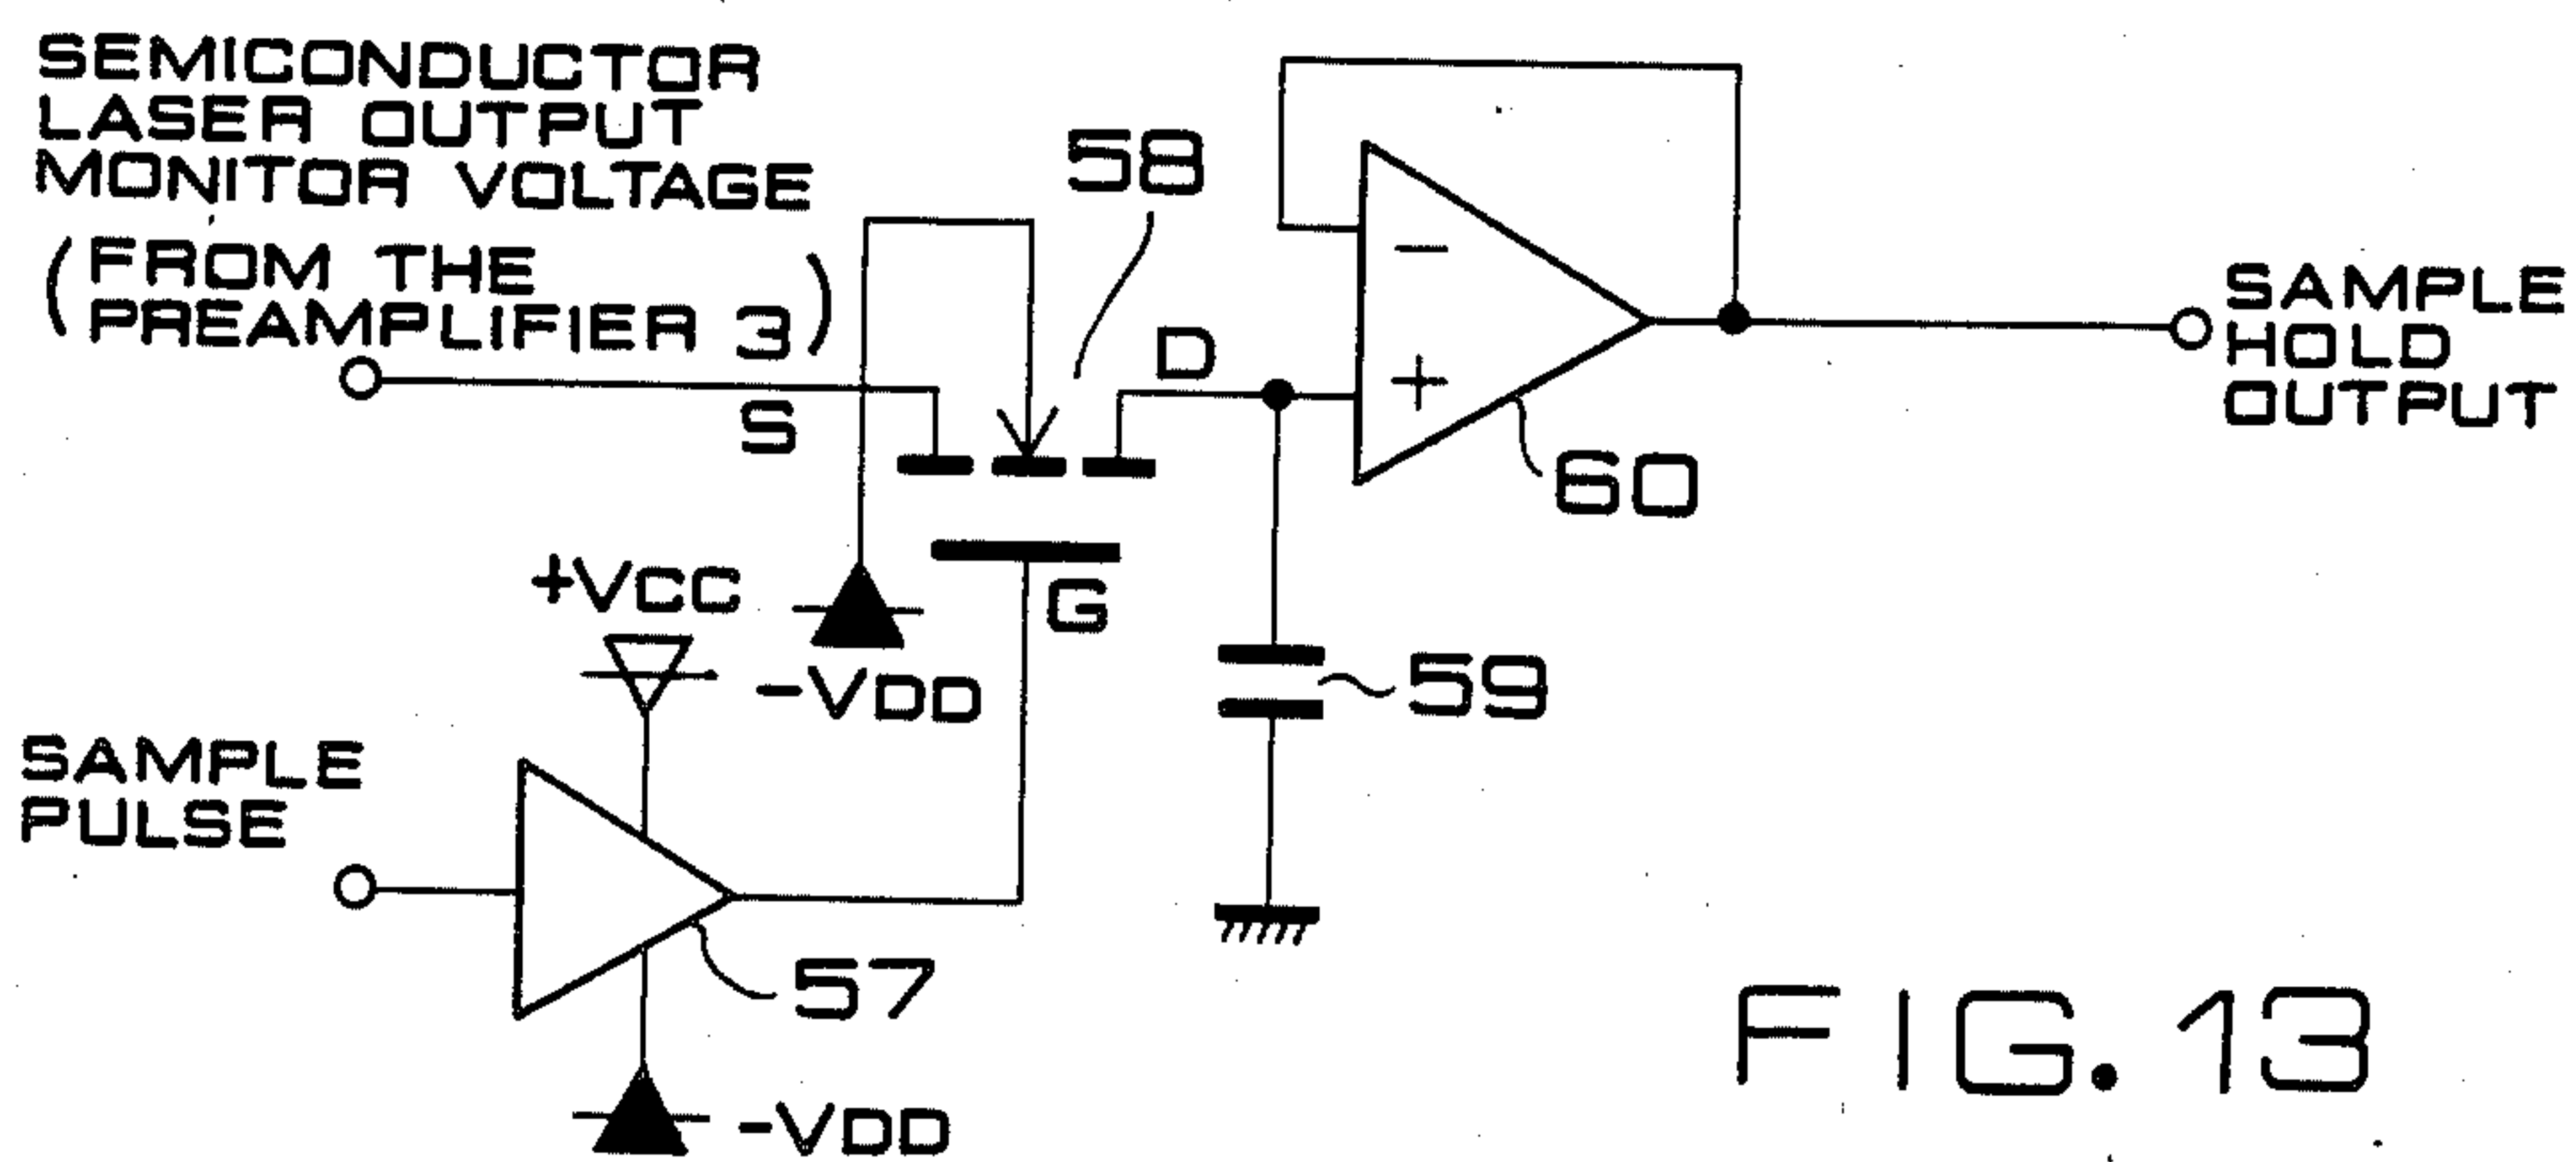 SEMICONDUCTOR
LASER OUTPUT
MONITOR VOLTAGE
(FROM THE
PREAMPLIFIER 3)
S
58
D
G
−
+
60
SAMPLE
HOLD
OUTPUT
+VCC
-VDD
59
SAMPLE
PULSE
57
-VDD
FIG. 13